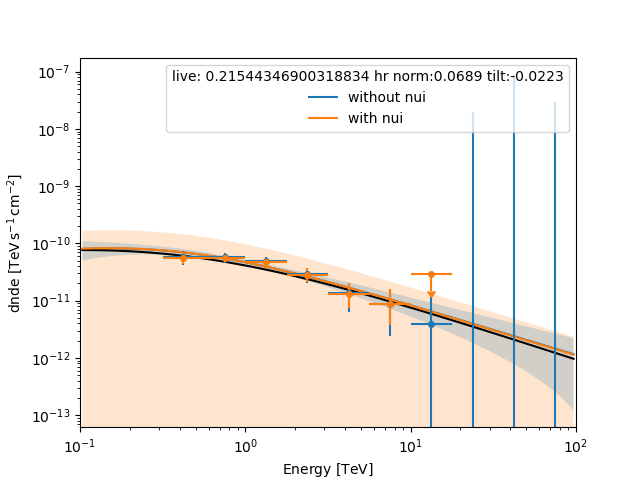 live: 0.21544346900318834 hr norm:0.0689 tilt:-0.0223
without nui
with nui
10⁻⁷
10⁻⁸
10⁻⁹
10⁻¹⁰
10⁻¹¹
10⁻¹²
10⁻¹³
dnde [TeV s⁻¹ cm⁻²]
10⁻¹
10⁰
10¹
10²
Energy [TeV]